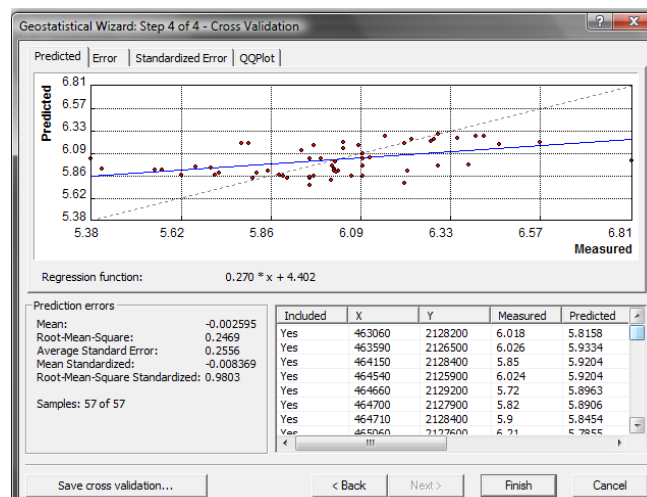 Geostatistical Wizard: Step 4 of 4 - Cross Validation
Predicted Error Standardized Error QQPlot
Predicted
6.81
6.57
6.33
6.09
5.86
5.62
5.38
5.38 5.62 5.86 6.09 6.33 6.57 6.81
Measured
Regression function: 0.270 * x + 4.402
Prediction errors
Mean: -0.002595
Root-Mean-Square: 0.2469
Average Standard Error: 0.2556
Mean Standardized: -0.008369
Root-Mean-Square Standardized: 0.9803
Samples: 57 of 57
Included X Y Measured Predicted
Yes 463060 2128200 6.018 5.8158
Yes 463590 2126500 6.026 5.9334
Yes 464150 2128400 5.85 5.9204
Yes 464540 2125900 6.024 5.9204
Yes 464660 2129200 5.72 5.8963
Yes 464700 2127900 5.82 5.8906
Yes 464710 2128400 5.9 5.8454
Yes 465060 2127600 6.21 5.7855
Save cross validation... < Back Next > Finish Cancel